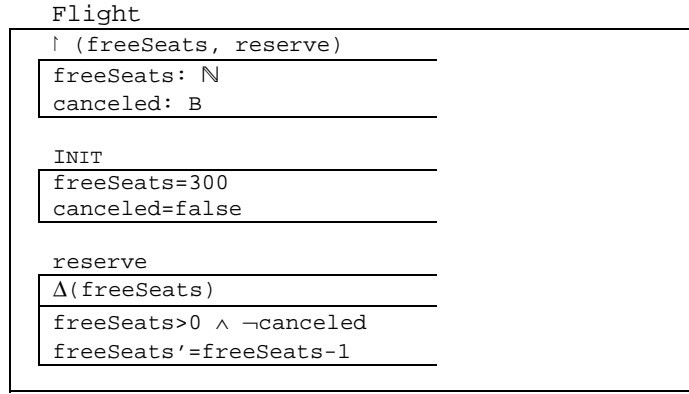 Flight
↾ (freeSeats, reserve)
freeSeats: ℕ
canceled: B
INIT
freeSeats=300
canceled=false
reserve
Δ(freeSeats)
freeSeats>0 ∧ ¬canceled
freeSeats’=freeSeats-1